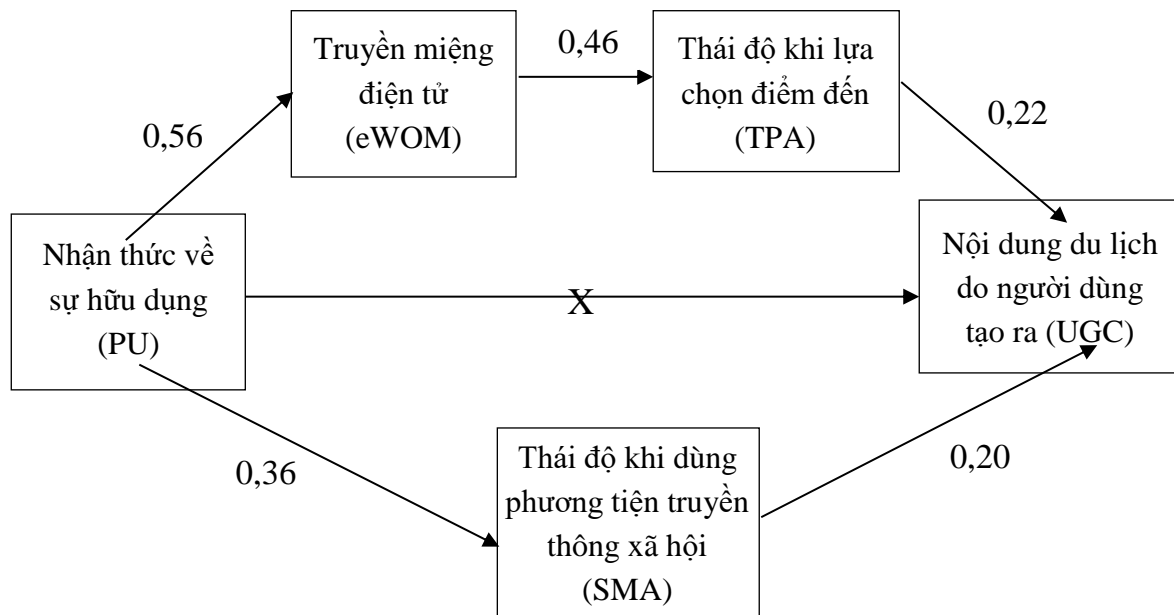 Truyền miệng
điện tử
(eWOM)
0,46
Thái độ khi lựa
chọn điểm đến
(TPA)
0,56
0,22
Nhận thức về
sự hữu dụng
(PU)
X
Nội dung du lịch
do người dùng
tạo ra (UGC)
0,36
Thái độ khi dùng
phương tiện truyền
thông xã hội
(SMA)
0,20